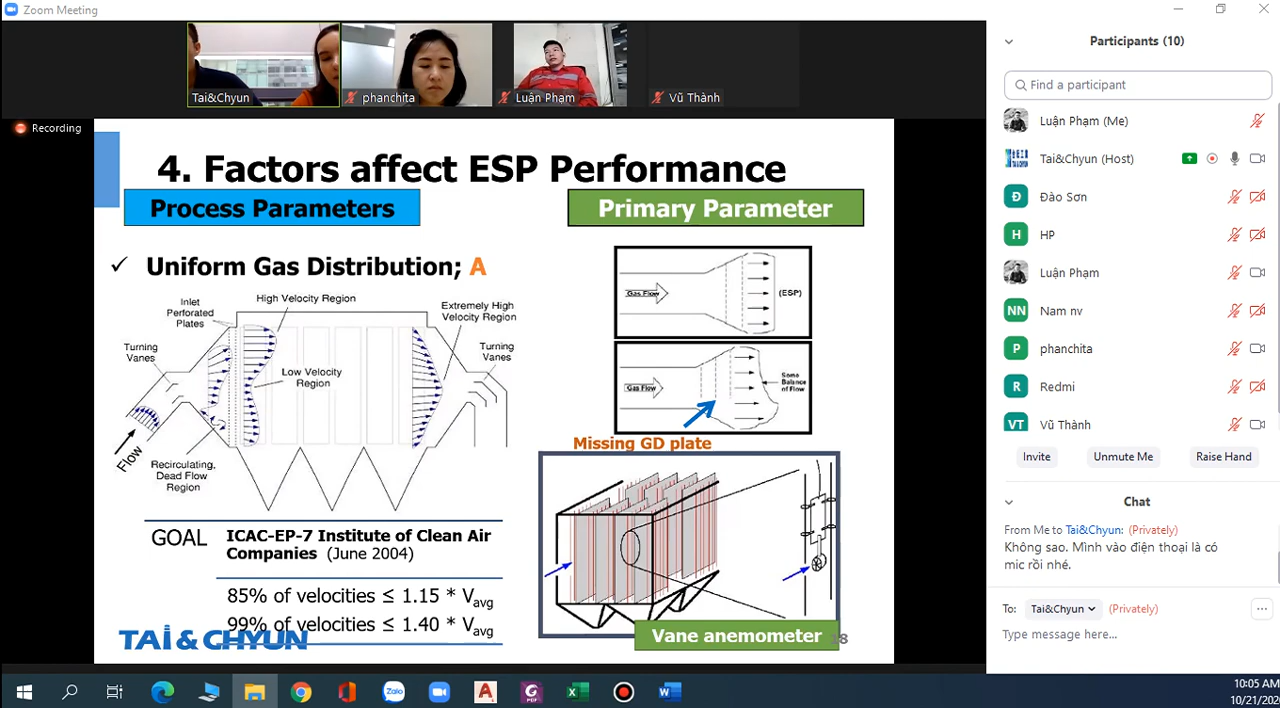 Zoom Meeting
Tai&Chyun
phanchita
Luận Phạm
Vũ Thành
Recording
4. Factors affect ESP Performance
Process Parameters
Primary Parameter
✓ Uniform Gas Distribution; A
Inlet
Perforated
Plates
High Velocity Region
Extremely High
Velocity Region
Turning
Vanes
Turning
Vanes
Low Velocity
Region
Flow
Recirculating,
Dead Flow
Region
Gas Flow
(ESP)
Gas Flow
Some
Balance
of Flow
Missing GD plate
GOAL
ICAC-EP-7 Institute of Clean Air
Companies (June 2004)
85% of velocities ≤ 1.15 * Vavg
99% of velocities ≤ 1.40 * Vavg
TAI & CHYUN
Vane anemometer
18
Participants (10)
Find a participant
Luận Phạm (Me)
Tai&Chyun (Host)
Đ
Đào Sơn
H
HP
Luận Phạm
NN
Nam nv
P
phanchita
R
Redmi
VT
Vũ Thành
Invite
Unmute Me
Raise Hand
Chat
From Me to Tai&Chyun: (Privately)
Không sao. Mình vào điện thoại là có
mic rồi nhé.
To: Tai&Chyun (Privately)
Type message here...
Zalo
10:05 AM
10/21/20